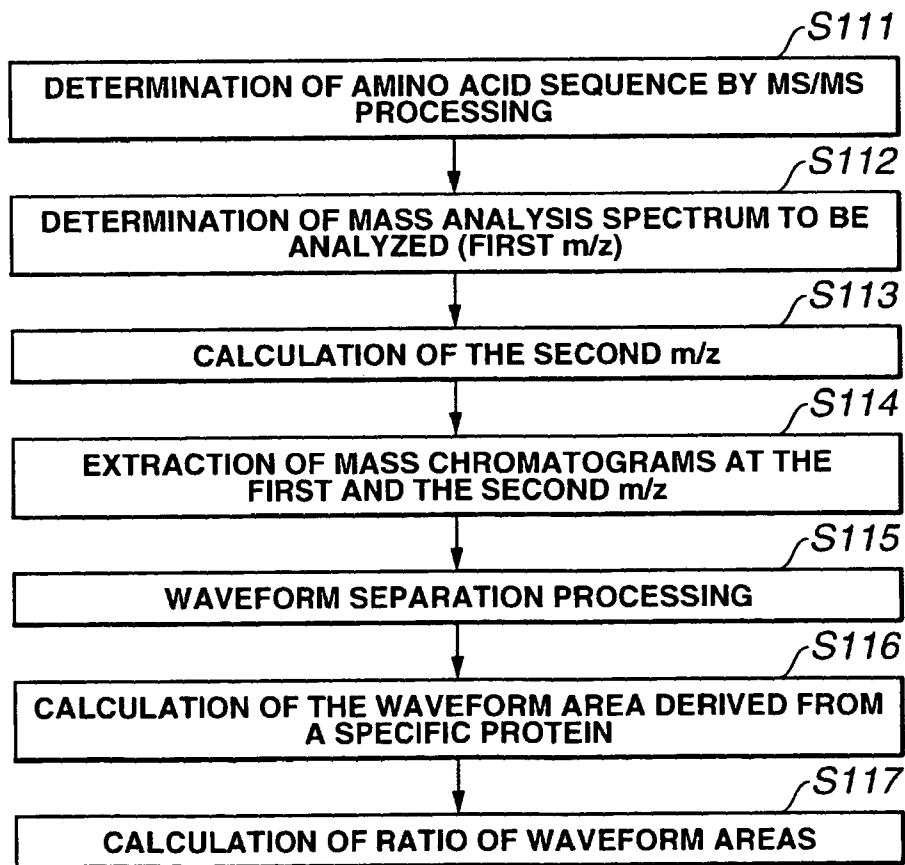 S111
DETERMINATION OF AMINO ACID SEQUENCE BY MS/MS
PROCESSING
S112
DETERMINATION OF MASS ANALYSIS SPECTRUM TO BE
ANALYZED (FIRST m/z)
S113
CALCULATION OF THE SECOND m/z
S114
EXTRACTION OF MASS CHROMATOGRAMS AT THE
FIRST AND THE SECOND m/z
S115
WAVEFORM SEPARATION PROCESSING
S116
CALCULATION OF THE WAVEFORM AREA DERIVED FROM
A SPECIFIC PROTEIN
S117
CALCULATION OF RATIO OF WAVEFORM AREAS